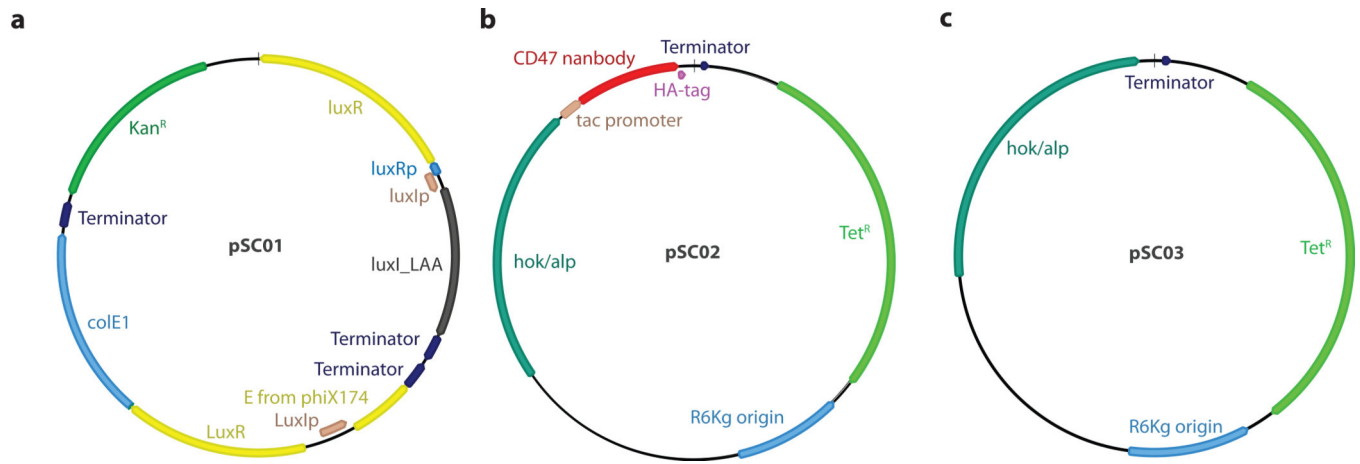 a
luxR
Kanᴿ
luxRp
luxIp
Terminator
pSC01
luxI_LAA
colE1
Terminator
Terminator
E from phiX174
LuxIp
LuxR
b
Terminator
CD47 nanbody
HA-tag
tac promoter
Tetᴿ
pSC02
hok/alp
R6Kg origin
c
Terminator
hok/alp
pSC03
Tetᴿ
R6Kg origin